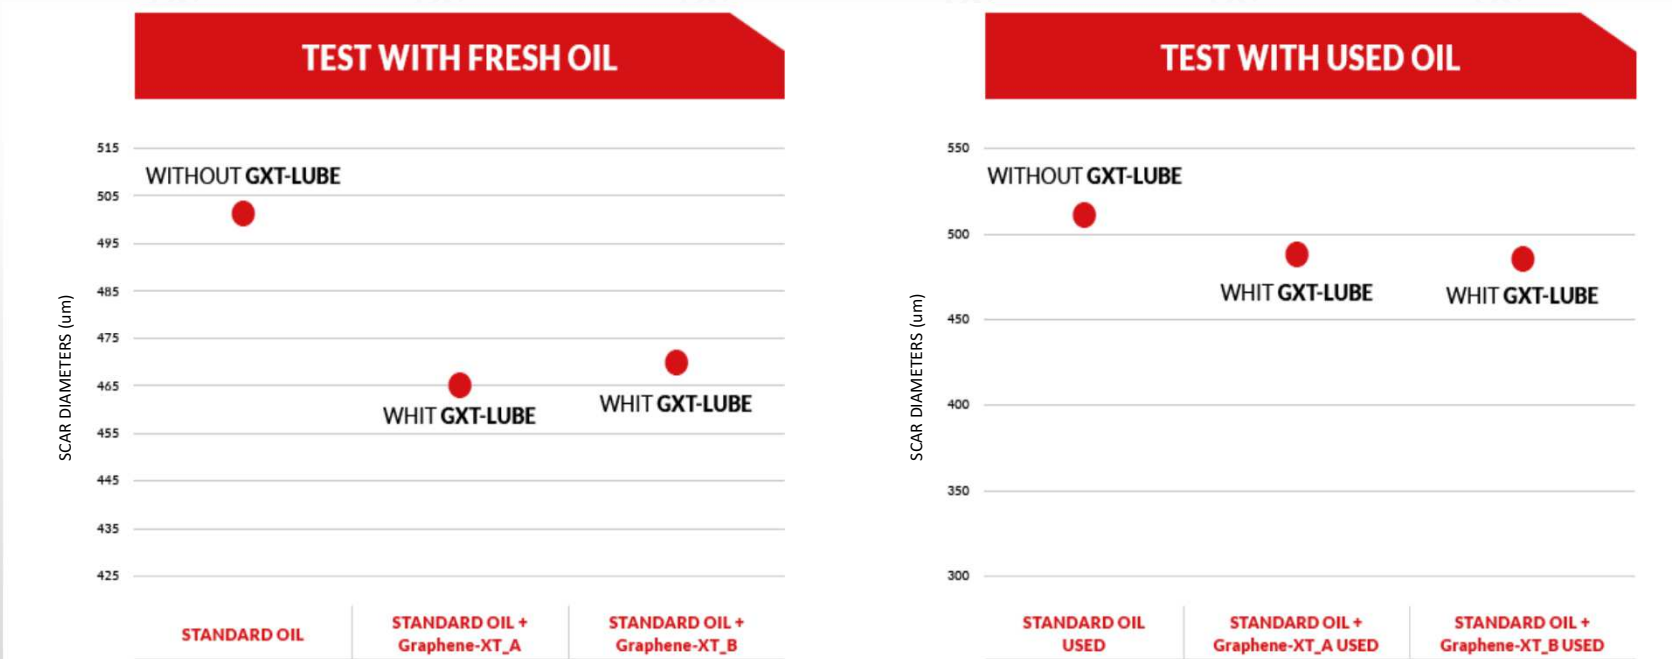 TEST WITH FRESH OIL
515
WITHOUT GXT-LUBE
505
495
485
475
465
WHIT GXT-LUBE
WHIT GXT-LUBE
455
445
435
425
SCAR DIAMETERS (um)
STANDARD OIL
STANDARD OIL +
Graphene-XT_A
STANDARD OIL +
Graphene-XT_B
TEST WITH USED OIL
550
WITHOUT GXT-LUBE
500
WHIT GXT-LUBE
WHIT GXT-LUBE
450
400
350
300
SCAR DIAMETERS (um)
STANDARD OIL
USED
STANDARD OIL +
Graphene-XT_A USED
STANDARD OIL +
Graphene-XT_B USED